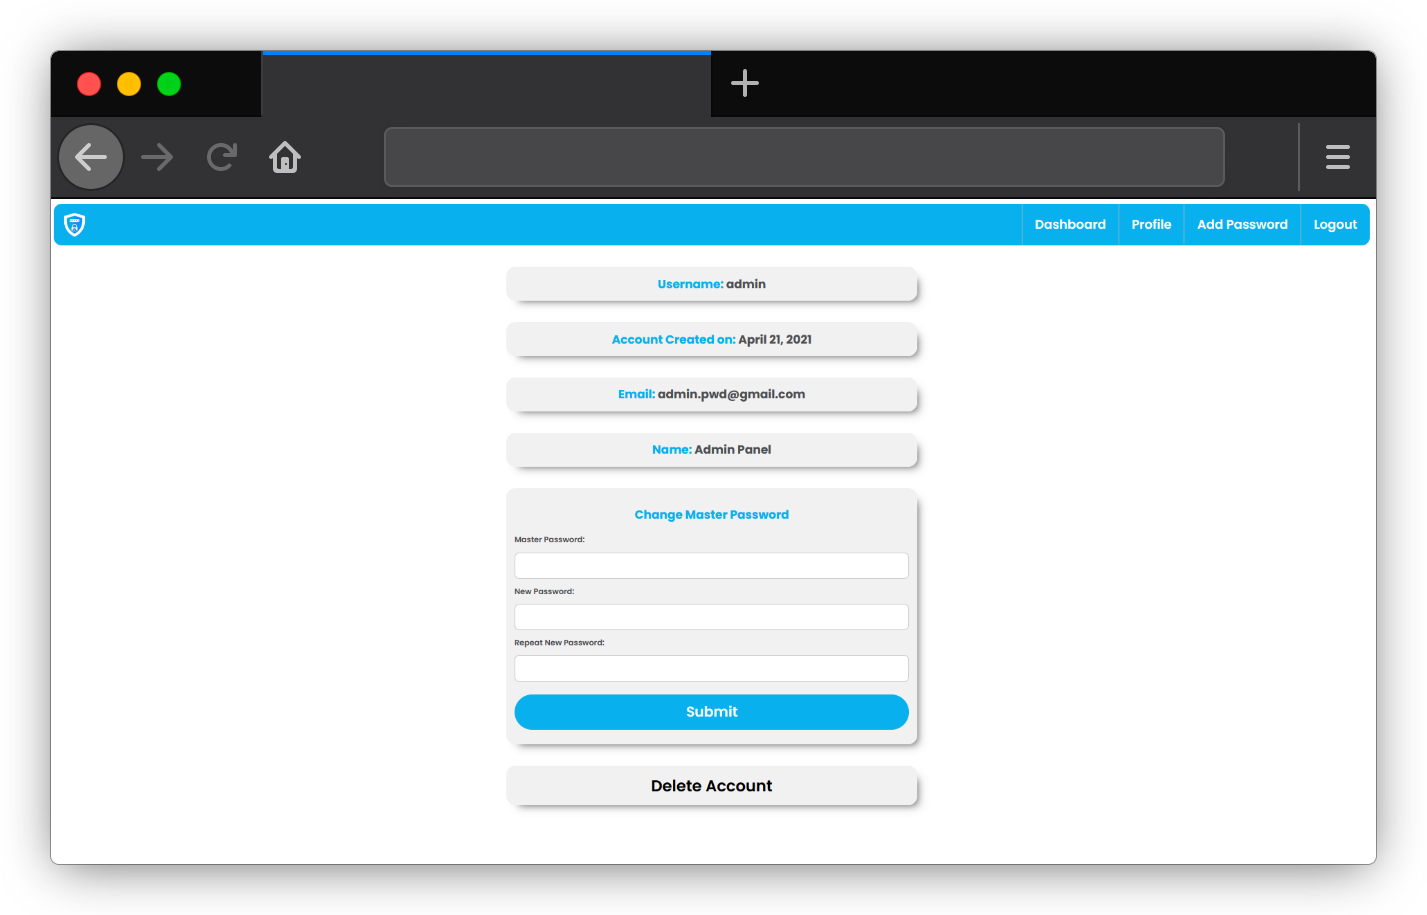 Dashboard
Profile
Add Password
Logout
Username: admin
Account Created on: April 21, 2021
Email: admin.pwd@gmail.com
Name: Admin Panel
Change Master Password
Master Password:
New Password:
Repeat New Password:
Submit
Delete Account